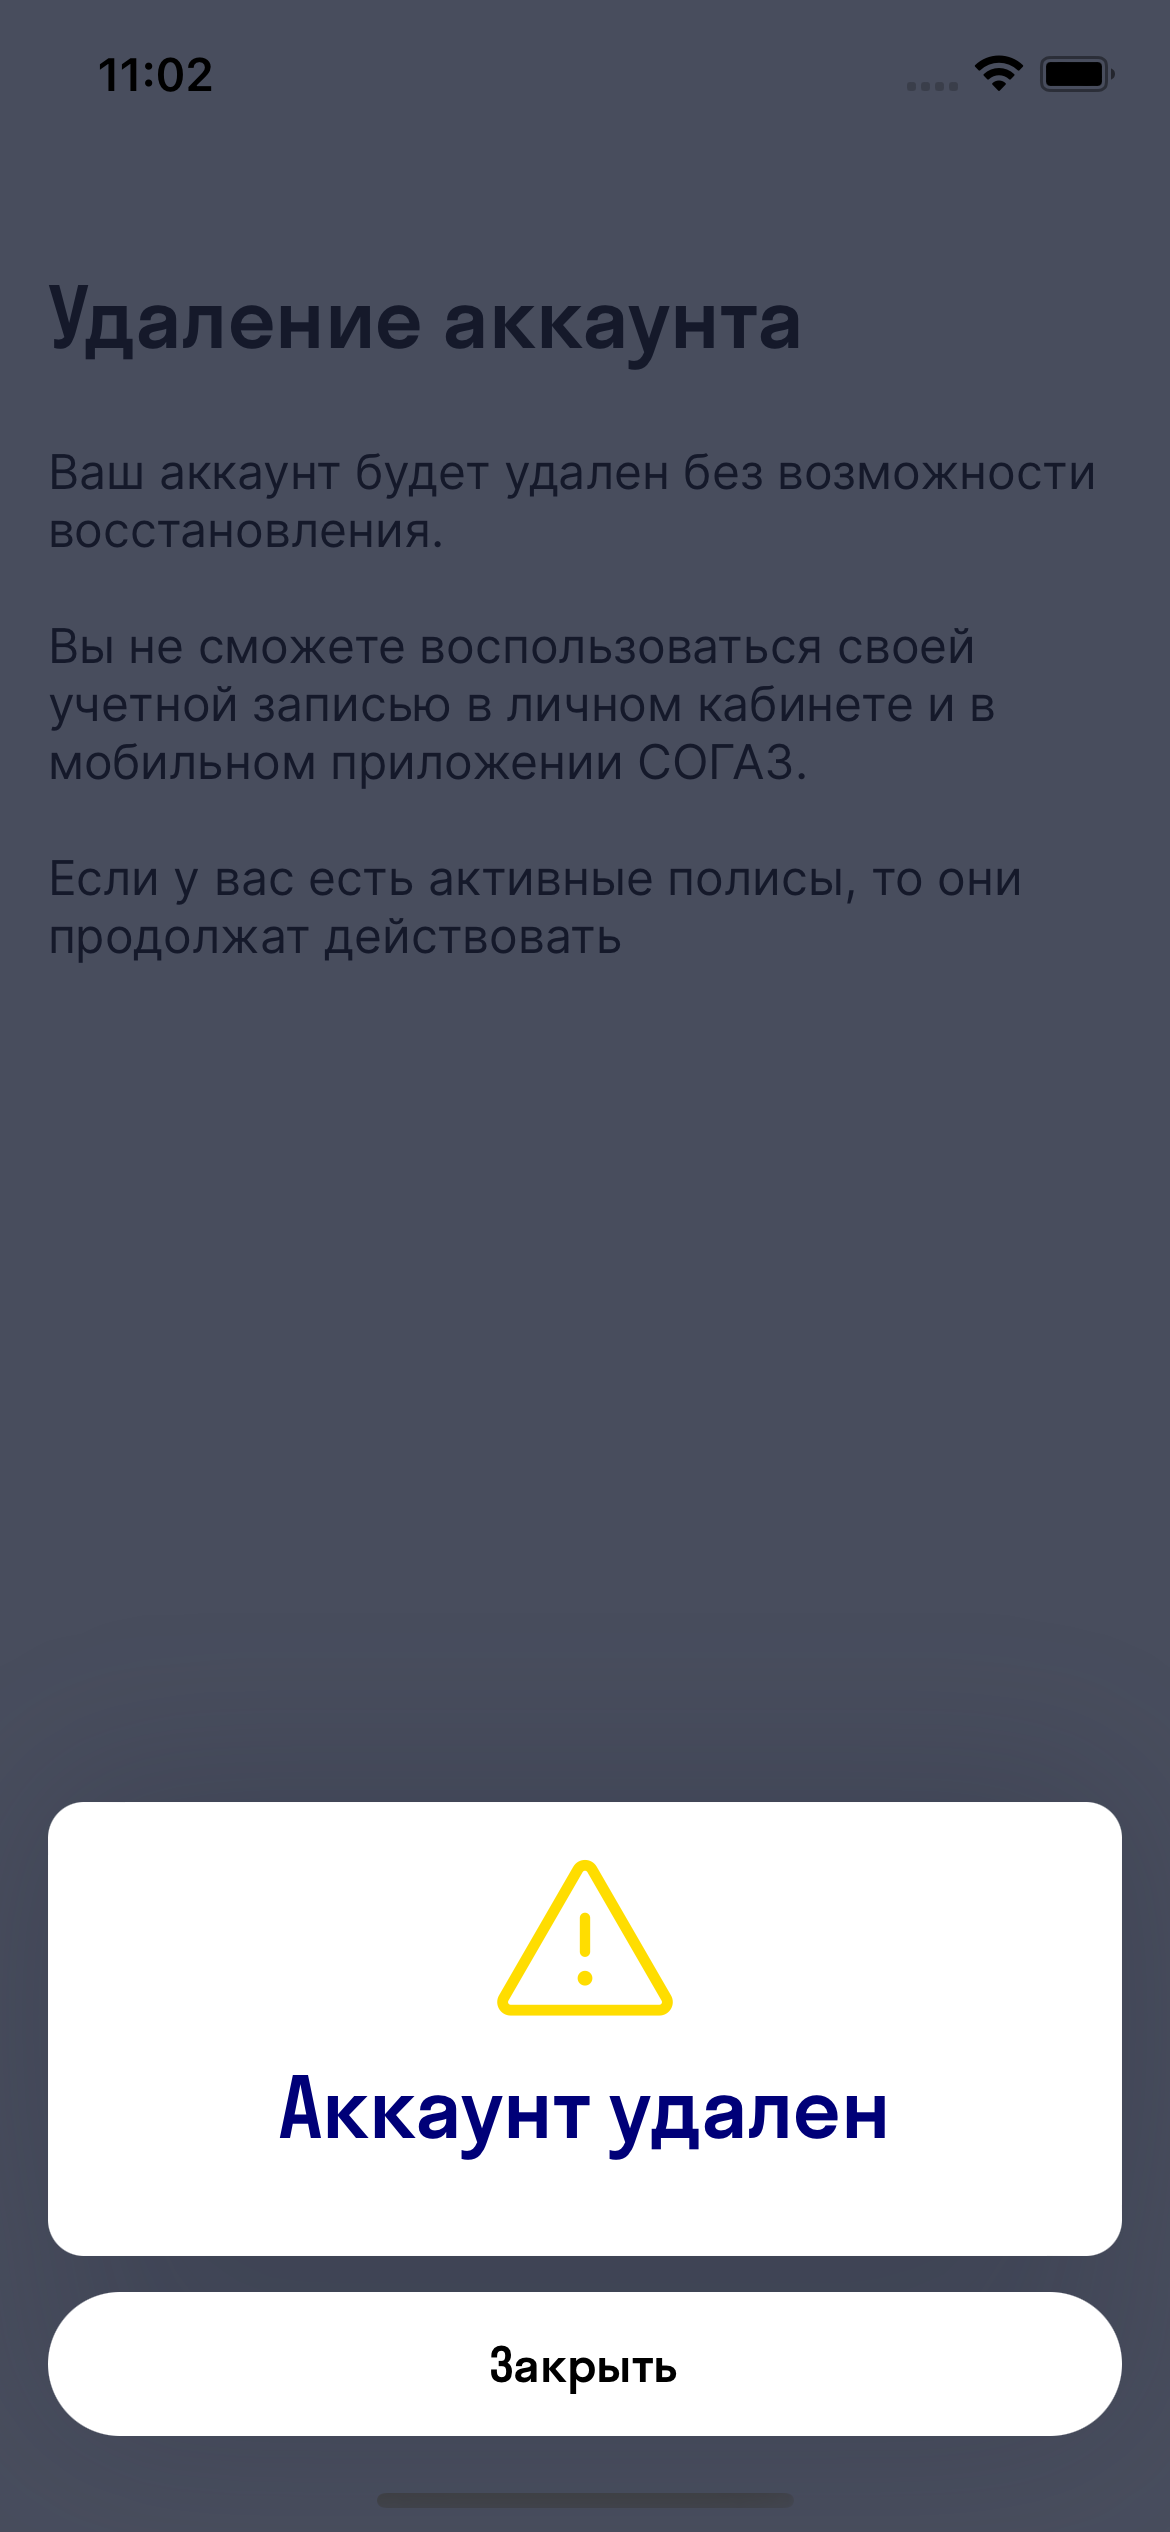 11:02
Удаление аккаунта
Ваш аккаунт будет удален без возможности
восстановления.
Вы не сможете воспользоваться своей
учетной записью в личном кабинете и в
мобильном приложении СОГАЗ.
Если у вас есть активные полисы, то они
продолжат действовать
Аккаунт удален
Закрыть